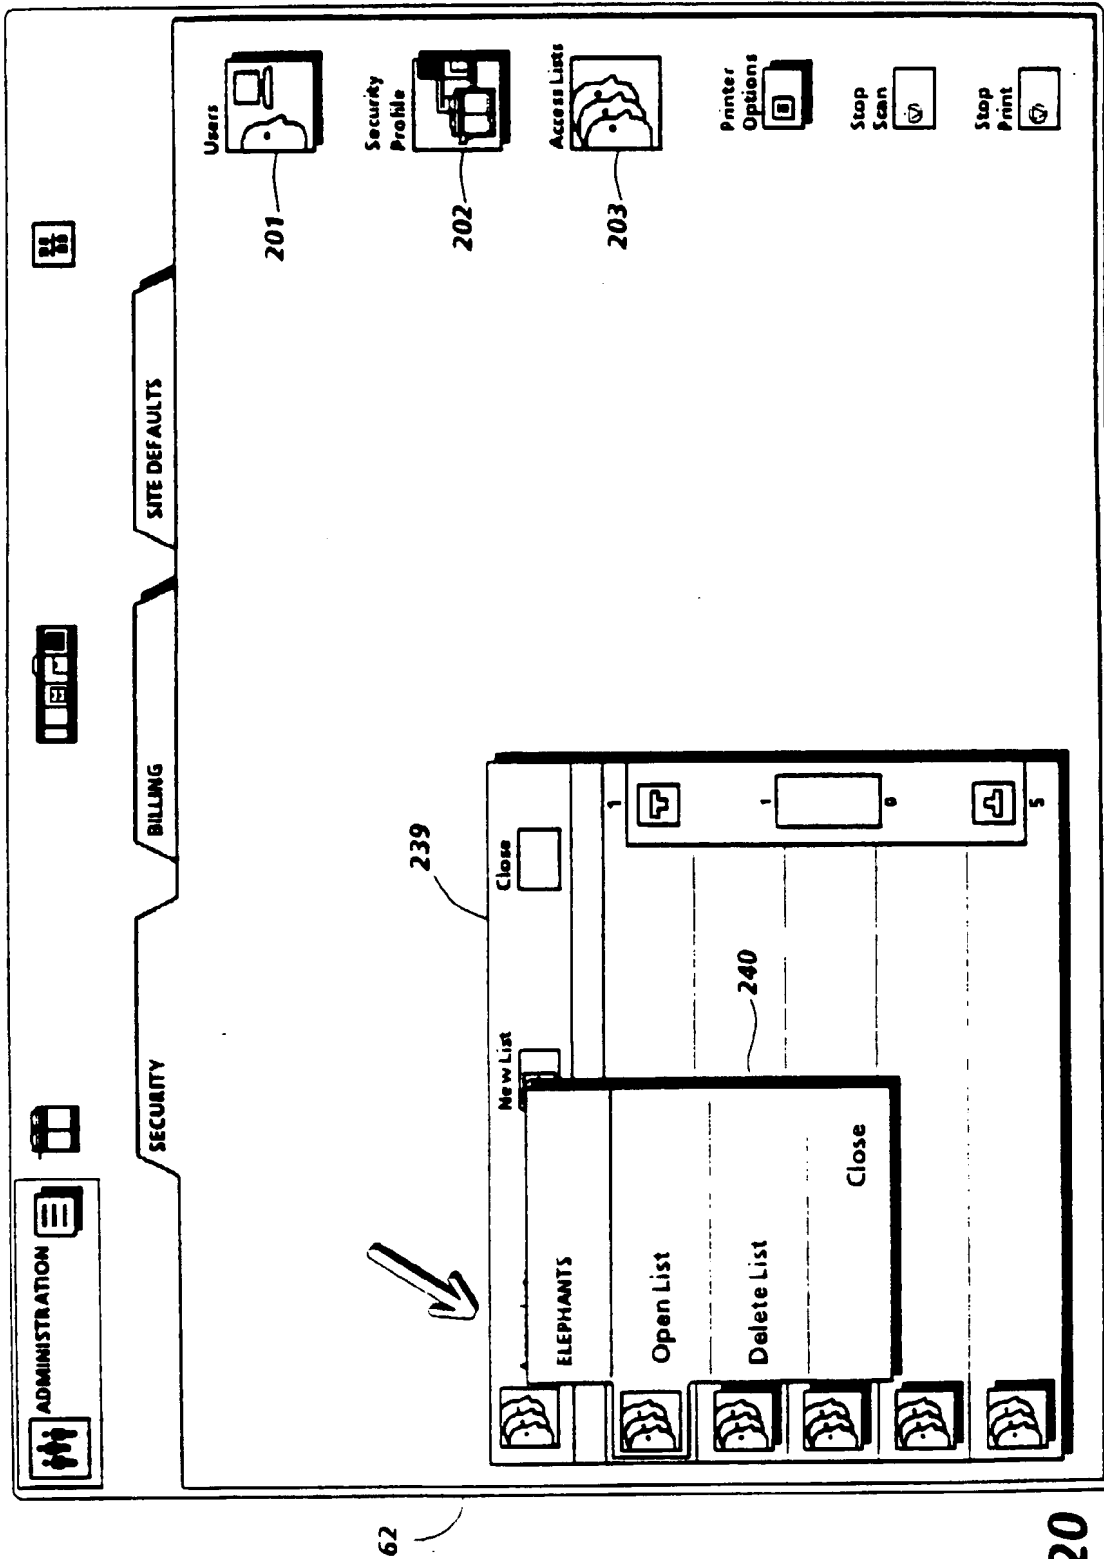 ADMINISTRATION
SECURITY
BILLING
SITE DEFAULTS
Users
201
Security
Profile
202
Access Lists
203
239
New List
Close
ELEPHANTS
Open List
Delete List
Close
240
1
1
5
Printer
Options
Stop
Scan
Stop
Print
62
20